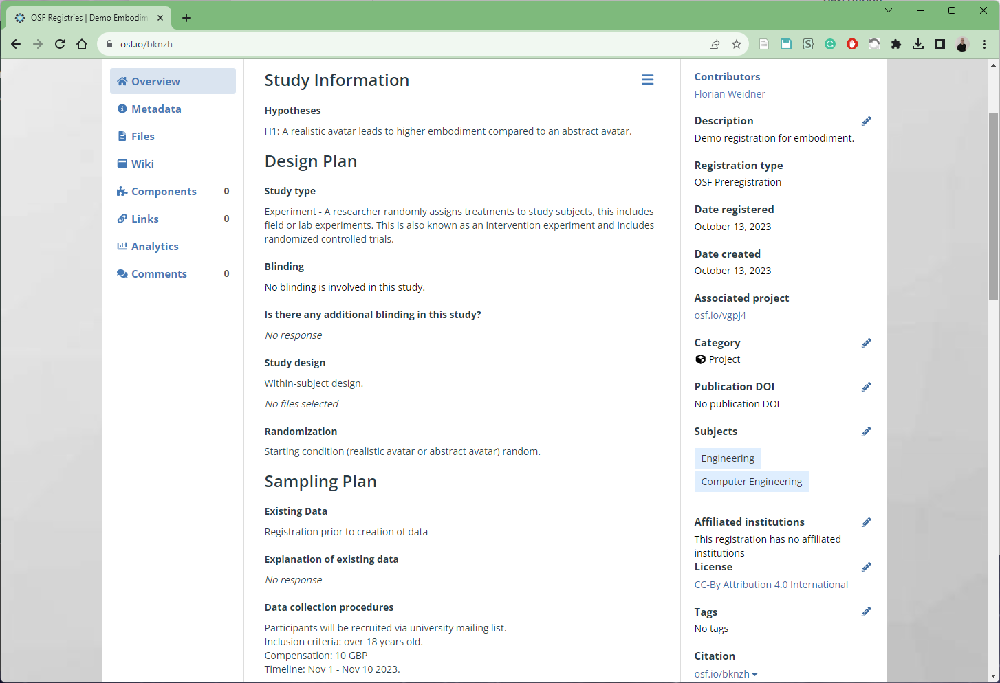 OSF Registries | Demo Embodim
osf.io/bknzh
Overview
Metadata
Files
Wiki
Components 0
Links 0
Analytics
Comments 0
Study Information
Hypotheses
H1: A realistic avatar leads to higher embodiment compared to an abstract avatar.
Design Plan
Study type
Experiment - A researcher randomly assigns treatments to study subjects, this includes
field or lab experiments. This is also known as an intervention experiment and includes
randomized controlled trials.
Blinding
No blinding is involved in this study.
Is there any additional blinding in this study?
No response
Study design
Within-subject design.
No files selected
Randomization
Starting condition (realistic avatar or abstract avatar) random.
Sampling Plan
Existing Data
Registration prior to creation of data
Explanation of existing data
No response
Data collection procedures
Participants will be recruited via university mailing list.
Inclusion criteria: over 18 years old.
Compensation: 10 GBP
Timeline: Nov 1 - Nov 10 2023.
Contributors
Florian Weidner
Description
Demo registration for embodiment.
Registration type
OSF Preregistration
Date registered
October 13, 2023
Date created
October 13, 2023
Associated project
osf.io/vgpj4
Category
Project
Publication DOI
No publication DOI
Subjects
Engineering
Computer Engineering
Affiliated institutions
This registration has no affiliated
institutions
License
CC-By Attribution 4.0 International
Tags
No tags
Citation
osf.io/bknzh